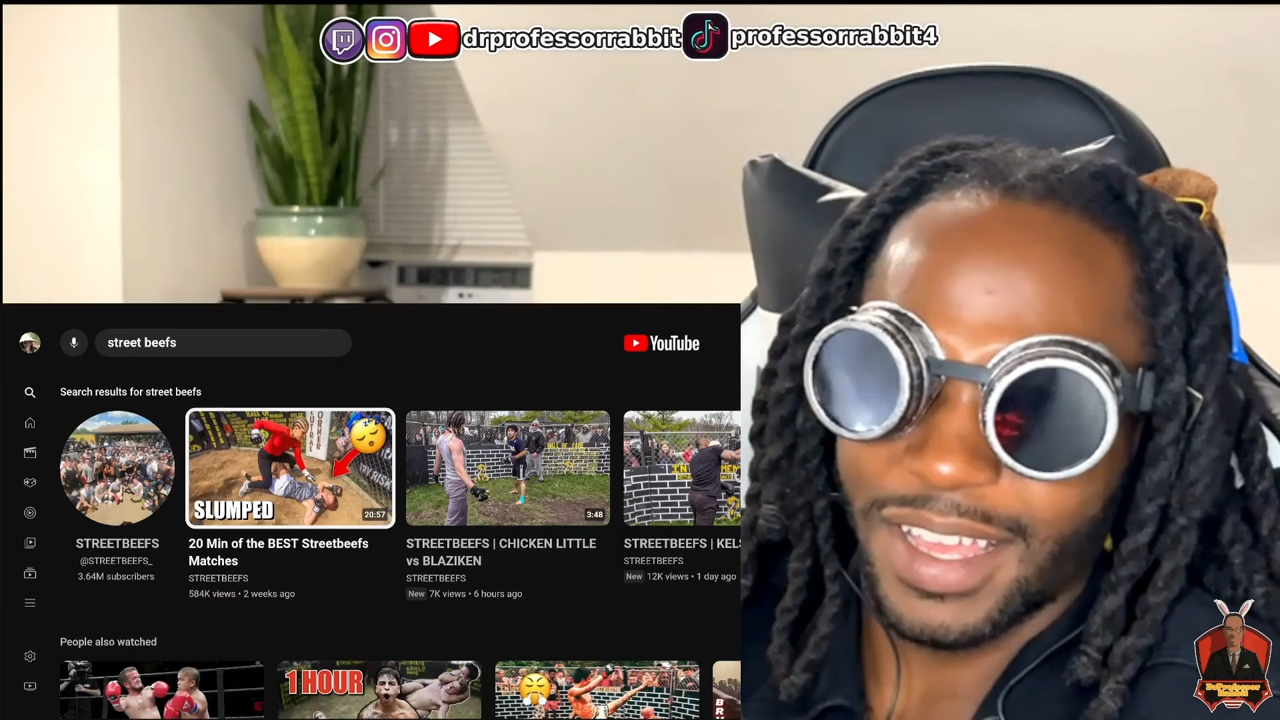 drprofessorrabbit professorrabbit4
street beefs
YouTube
Search results for street beefs
SLUMPED
20:57
3:48
STREETBEEFS
@STREETBEEFS_
3.64M subscribers
20 Min of the BEST Streetbeefs
Matches
STREETBEEFS
584K views • 2 weeks ago
STREETBEEFS | CHICKEN LITTLE
vs BLAZIKEN
STREETBEEFS
New 7K views • 6 hours ago
STREETBEEFS | KELS
STREETBEEFS
New 12K views • 1 day ago
People also watched
1 HOUR
DrProfessor
Rabbit